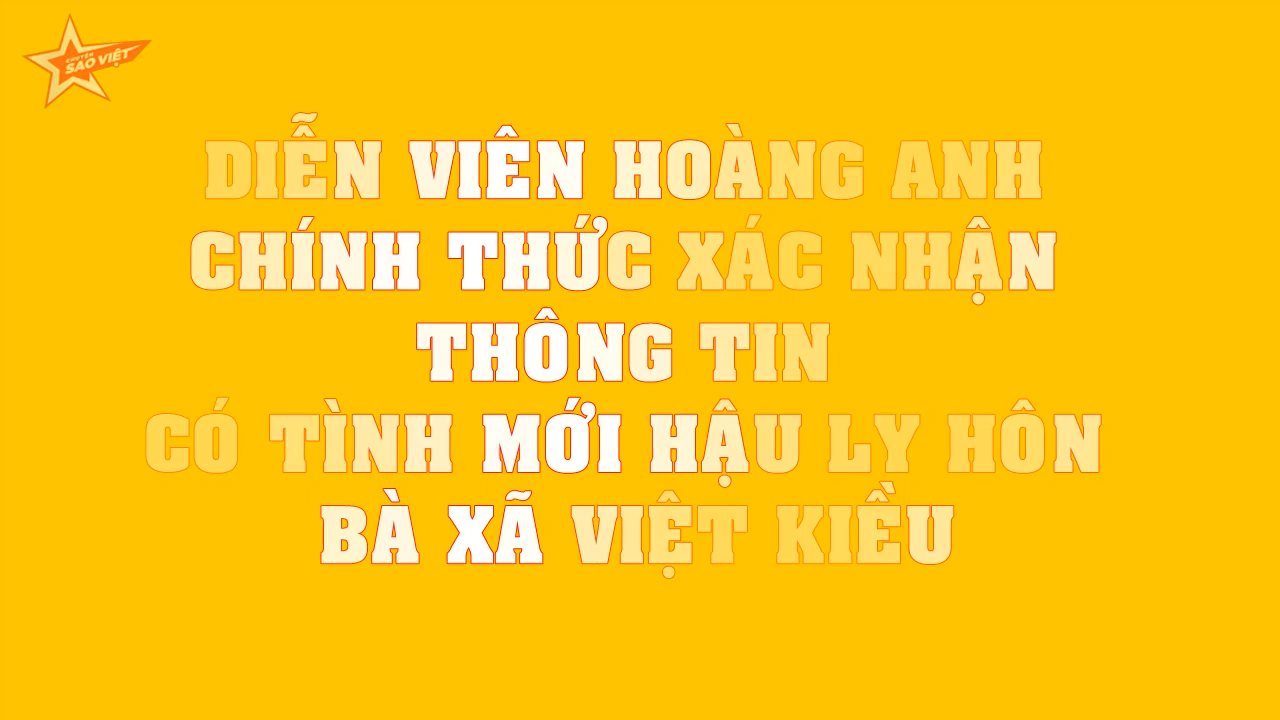 CHUYỆN
SAO VIỆT
DIỄN VIÊN HOÀNG ANH
CHÍNH THỨC XÁC NHẬN
THÔNG TIN
CÓ TÌNH MỚI HẬU LY HÔN
BÀ XÃ VIỆT KIỀU